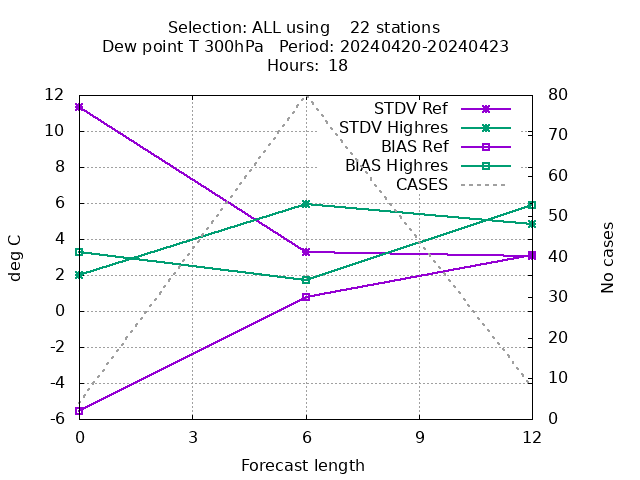 Selection: ALL using    22 stations
Dew point T 300hPa   Period: 20240420-20240423
Hours:  18
STDV Ref
STDV Highres
BIAS Ref
BIAS Highres
CASES
12
10
8
6
4
2
0
-2
-4
-6
80
70
60
50
40
30
20
10
0
deg C
No cases
0 3 6 9 12
Forecast length